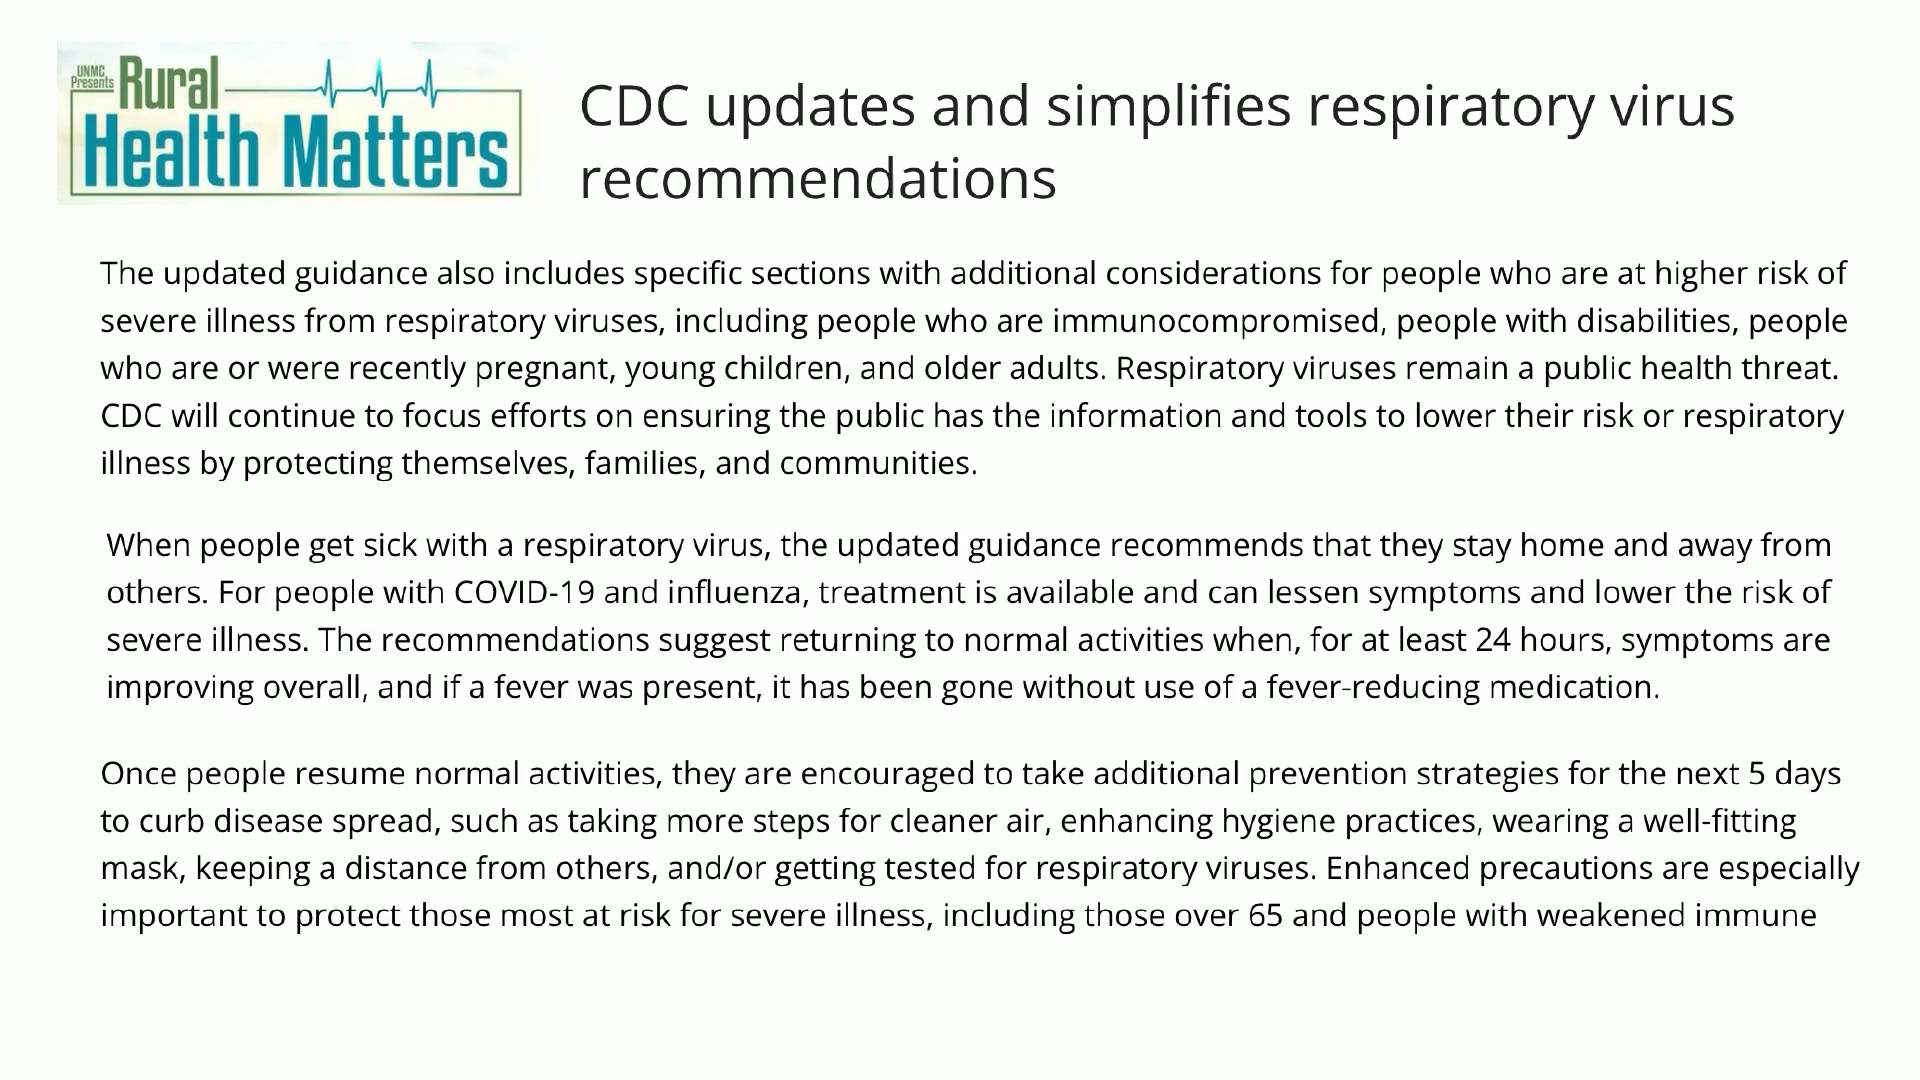 UNMC
Presents
Rural
Health Matters
CDC updates and simplifies respiratory virus
recommendations
The updated guidance also includes specific sections with additional considerations for people who are at higher risk of
severe illness from respiratory viruses, including people who are immunocompromised, people with disabilities, people
who are or were recently pregnant, young children, and older adults. Respiratory viruses remain a public health threat.
CDC will continue to focus efforts on ensuring the public has the information and tools to lower their risk or respiratory
illness by protecting themselves, families, and communities.
When people get sick with a respiratory virus, the updated guidance recommends that they stay home and away from
others. For people with COVID-19 and influenza, treatment is available and can lessen symptoms and lower the risk of
severe illness. The recommendations suggest returning to normal activities when, for at least 24 hours, symptoms are
improving overall, and if a fever was present, it has been gone without use of a fever-reducing medication.
Once people resume normal activities, they are encouraged to take additional prevention strategies for the next 5 days
to curb disease spread, such as taking more steps for cleaner air, enhancing hygiene practices, wearing a well-fitting
mask, keeping a distance from others, and/or getting tested for respiratory viruses. Enhanced precautions are especially
important to protect those most at risk for severe illness, including those over 65 and people with weakened immune